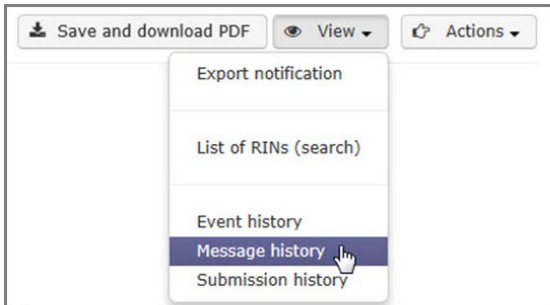 Save and download PDF View Actions
Export notification
List of RINs (search)
Event history
Message history
Submission history